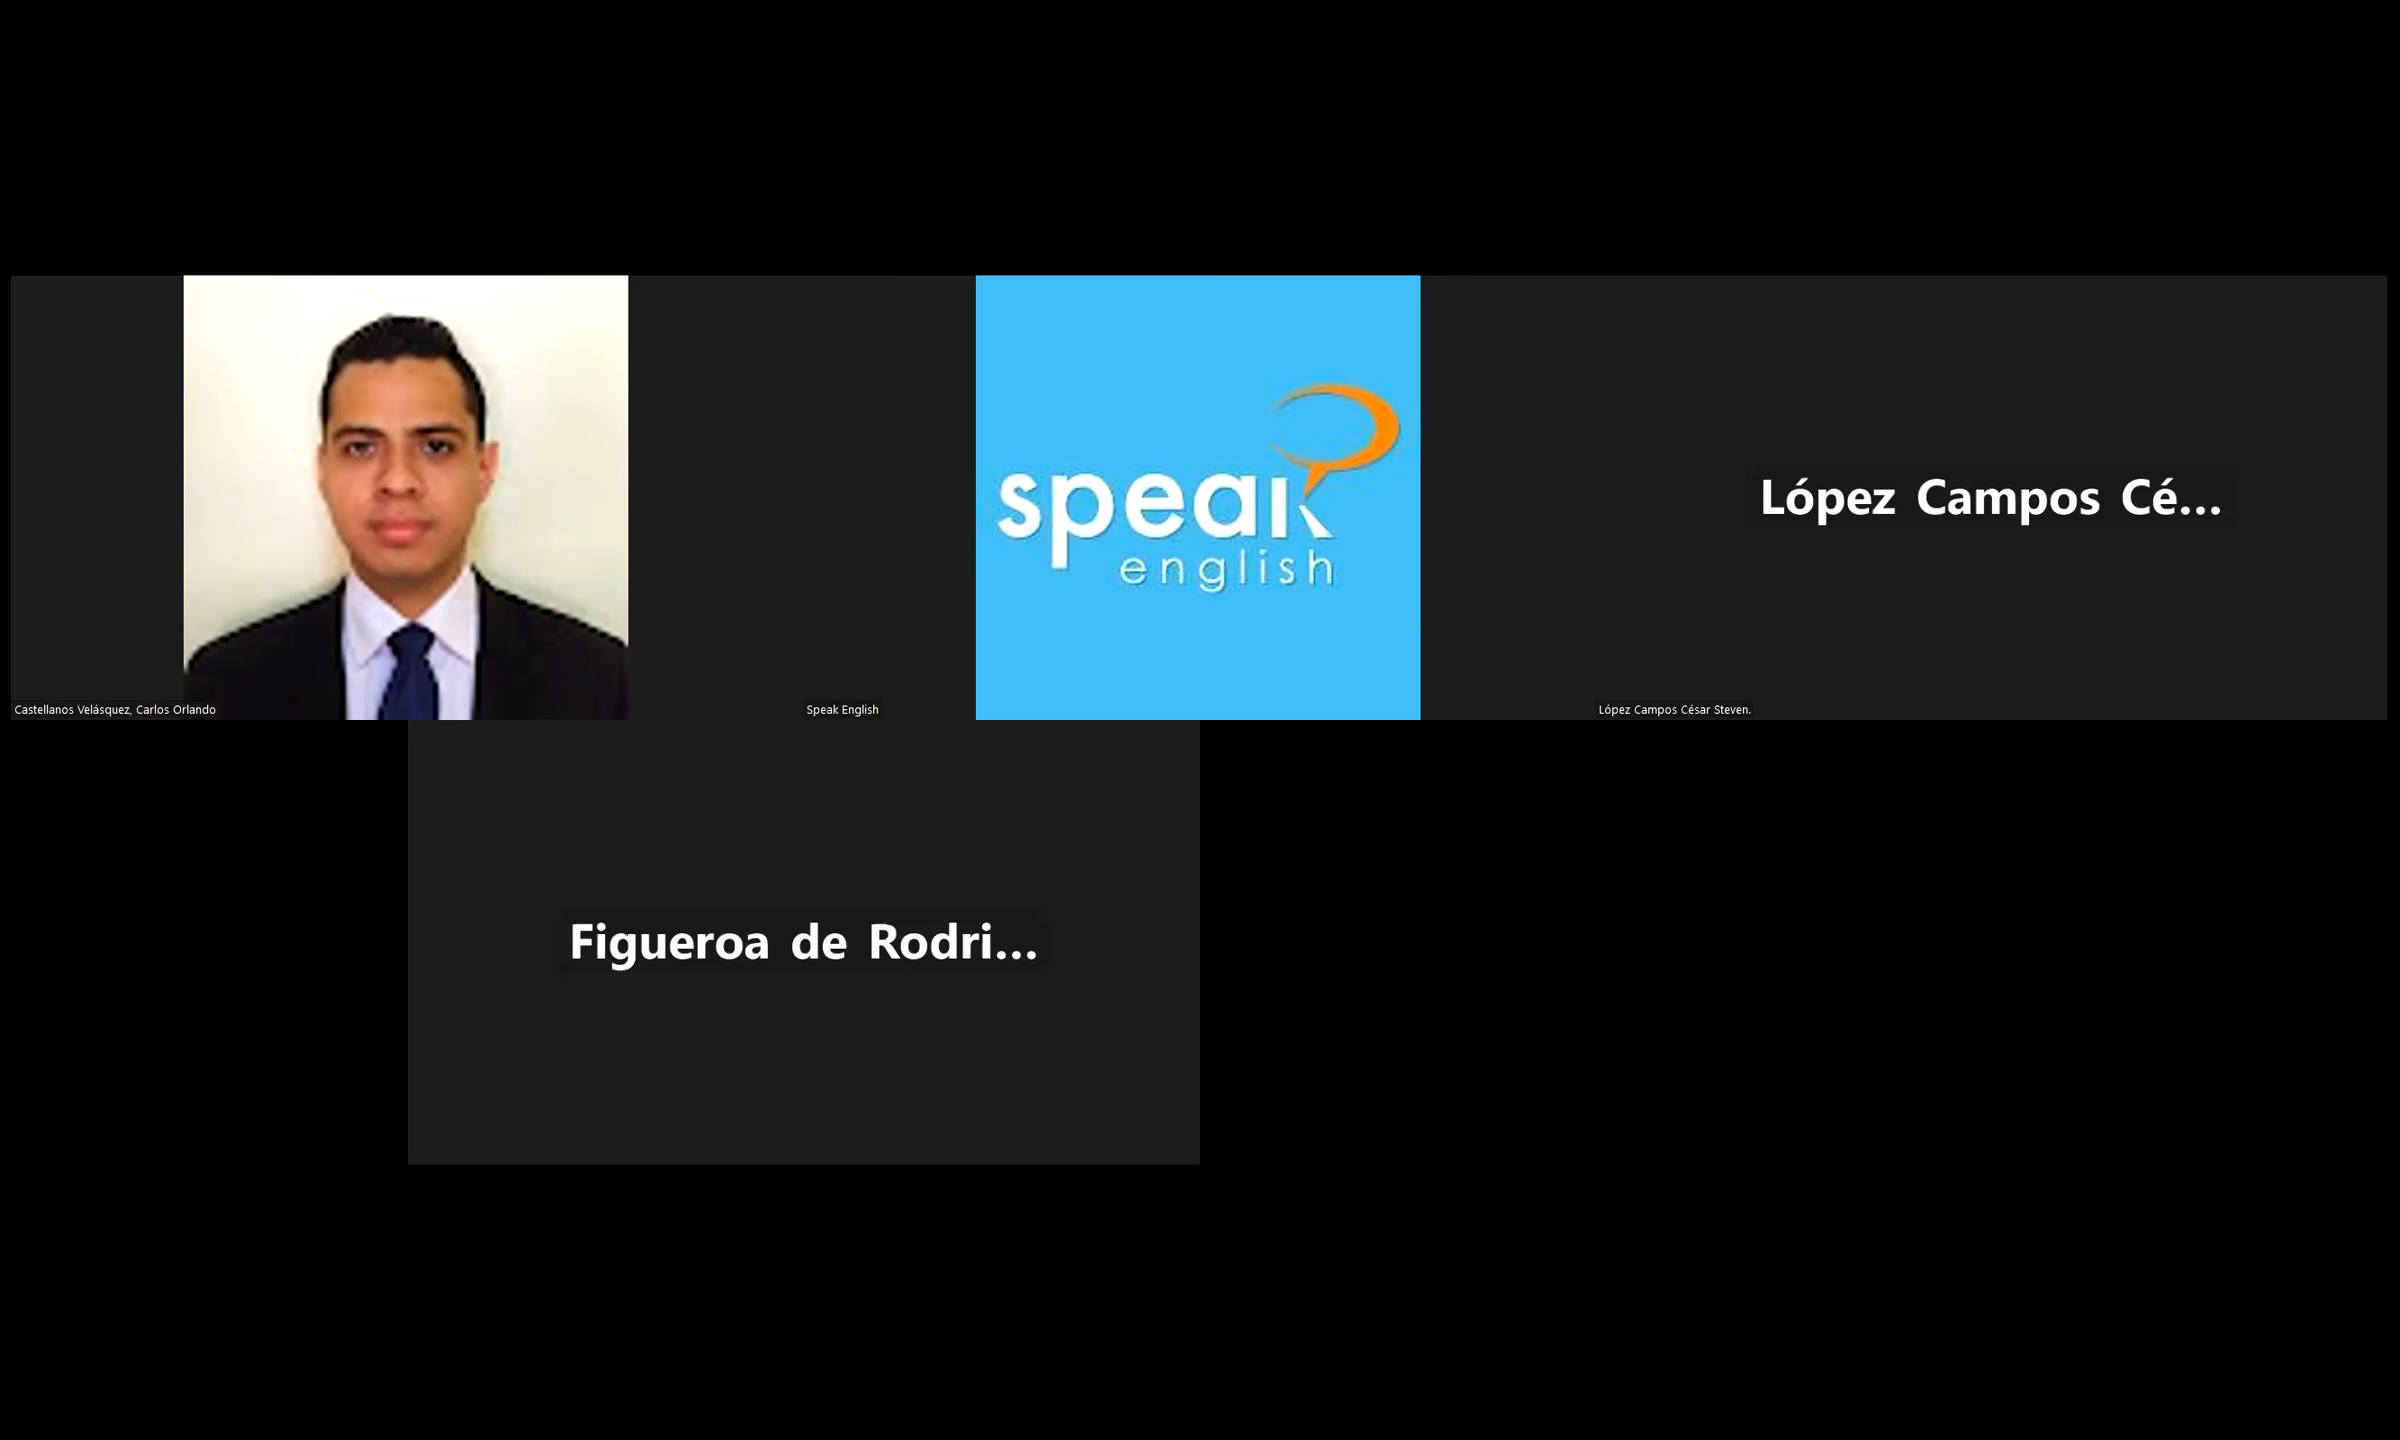 speak
english
López Campos Cé...
Castellanos Velásquez, Carlos Orlando
Speak English
López Campos César Steven.
Figueroa de Rodri...